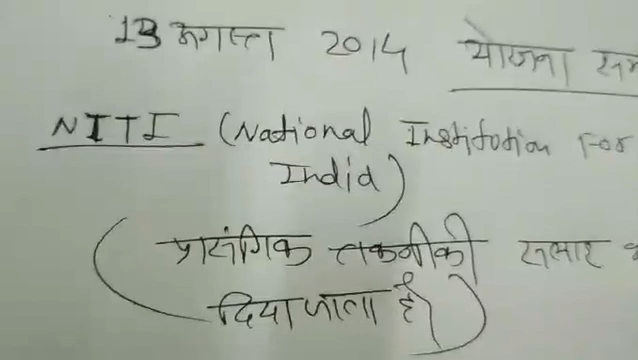 13 अगस्त 2014 योजना
NITI (National Institution For
India)
(प्रासंगिक तकनीकी सलाह
दिया जाता है)